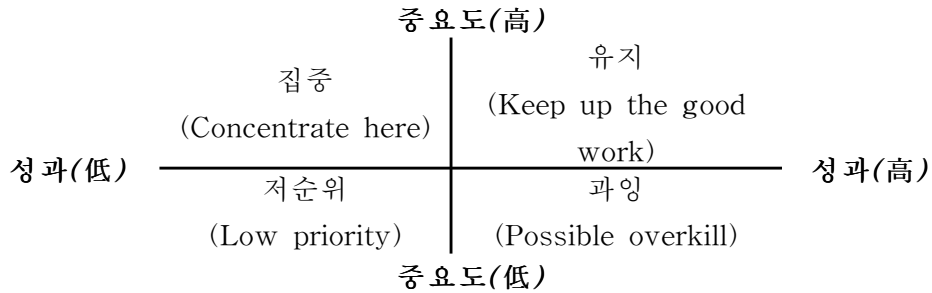 중요도(高)
집중
(Concentrate here)
유지
(Keep up the good
work)
성과(低)
성과(高)
저순위
(Low priority)
과잉
(Possible overkill)
중요도(低)